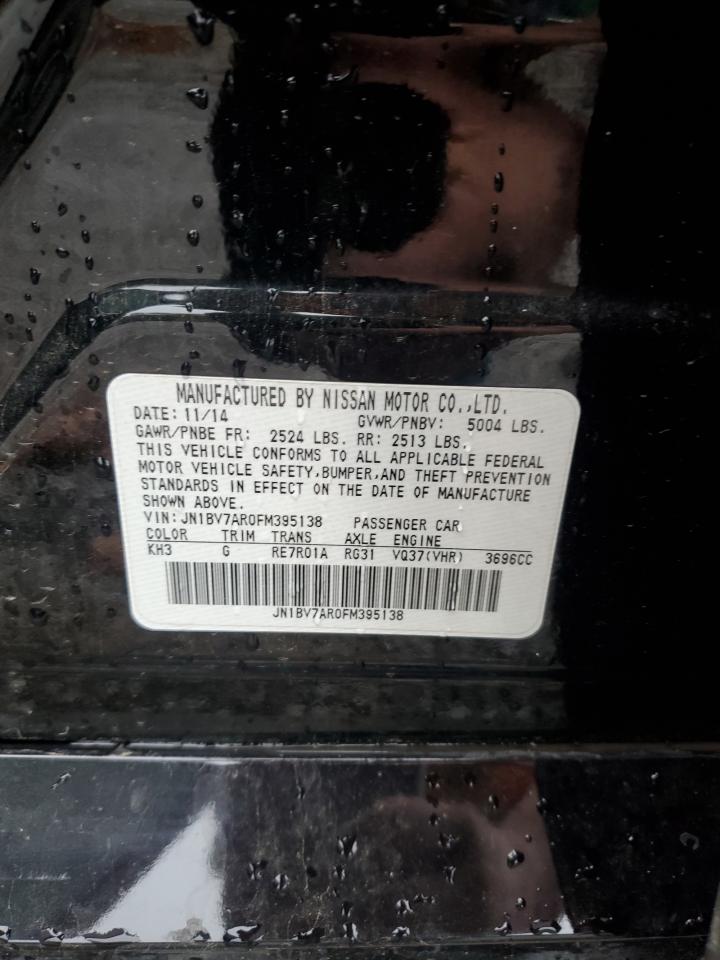 MANUFACTURED BY NISSAN MOTOR CO.,LTD.
DATE: 11/14 GVWR/PNBV: 5004 LBS.
GAWR/PNBE FR: 2524 LBS. RR: 2513 LBS.
THIS VEHICLE CONFORMS TO ALL APPLICABLE FEDERAL
MOTOR VEHICLE SAFETY,BUMPER,AND THEFT PREVENTION
STANDARDS IN EFFECT ON THE DATE OF MANUFACTURE
SHOWN ABOVE.
VIN:JN1BV7AR0FM395138 PASSENGER CAR
COLOR TRIM TRANS AXLE ENGINE
KH3 G RE7R01A RG31 VQ37(VHR) 3696CC
JN1BV7AR0FM395138